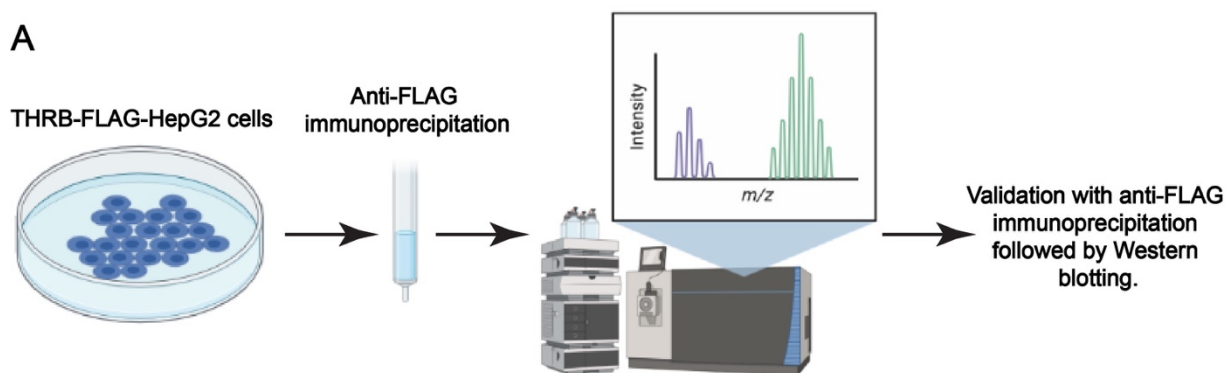 A
THRB-FLAG-HepG2 cells
Anti-FLAG
immunoprecipitation
Intensity
m/z
Validation with anti-FLAG
immunoprecipitation
followed by Western
blotting.